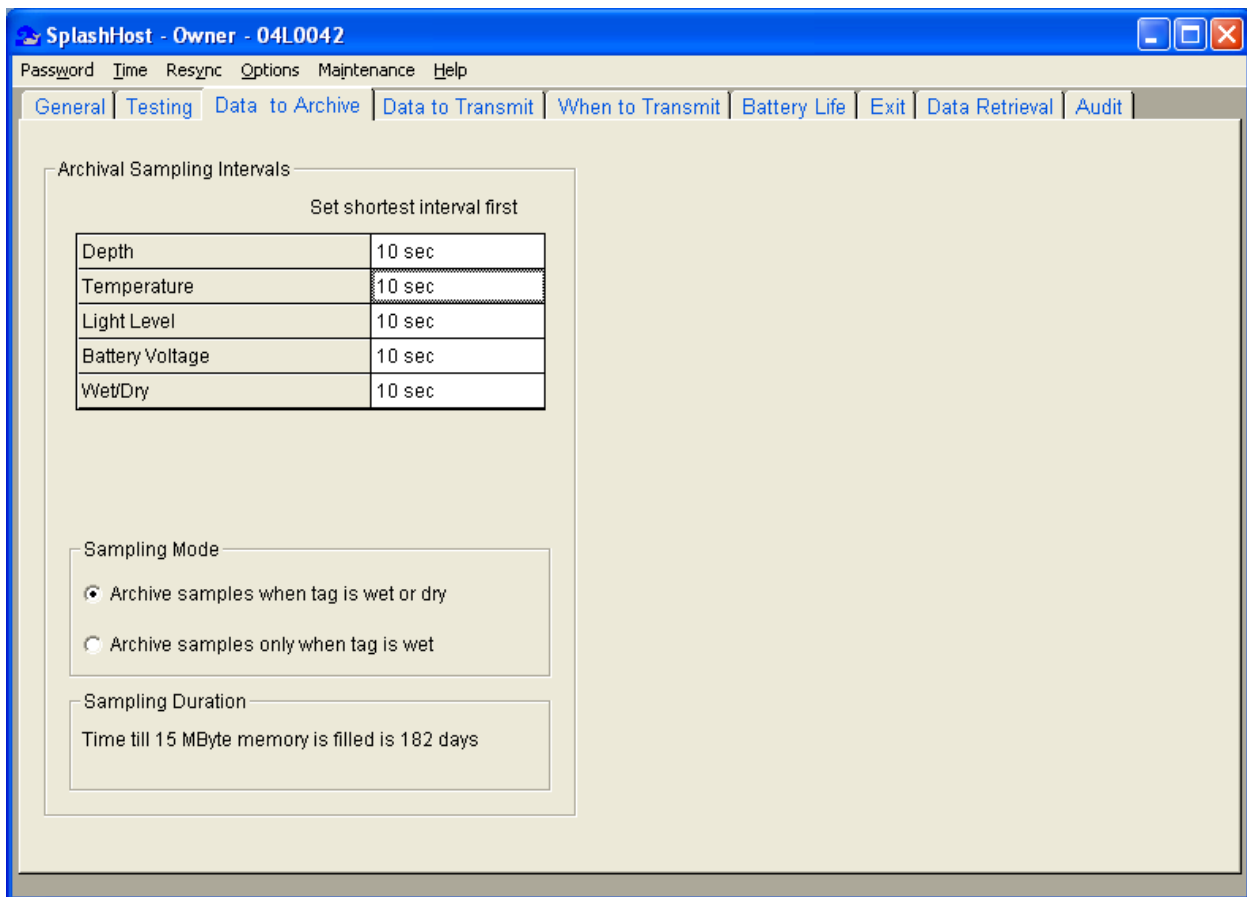 SplashHost - Owner - 04L0042
Password Time Resync Options Maintenance Help
General Testing Data to Archive Data to Transmit When to Transmit Battery Life Exit Data Retrieval Audit
Archival Sampling Intervals
Set shortest interval first
Depth 10 sec
Temperature 10 sec
Light Level 10 sec
Battery Voltage 10 sec
Wet/Dry 10 sec
Sampling Mode
Archive samples when tag is wet or dry
Archive samples only when tag is wet
Sampling Duration
Time till 15 MByte memory is filled is 182 days